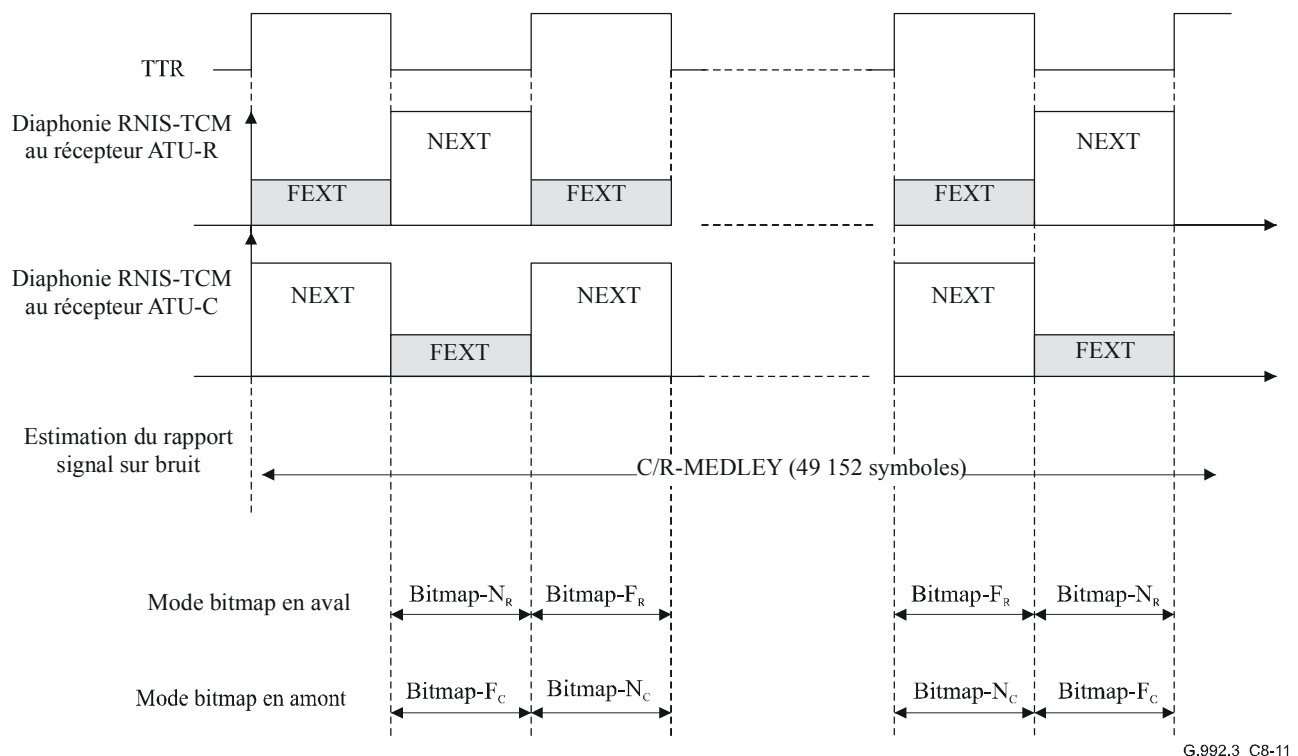 TTR
Diaphonie RNIS-TCM
au récepteur ATU-R
NEXT
NEXT
FEXT
FEXT
FEXT
Diaphonie RNIS-TCM
au récepteur ATU-C
NEXT
NEXT
NEXT
FEXT
FEXT
Estimation du rapport
signal sur bruit
C/R-MEDLEY (49 152 symboles)
Mode bitmap en aval
Bitmap-N_R
Bitmap-F_R
Bitmap-F_R
Bitmap-N_R
Mode bitmap en amont
Bitmap-F_C
Bitmap-N_C
Bitmap-N_C
Bitmap-F_C
G.992.3_C8-11